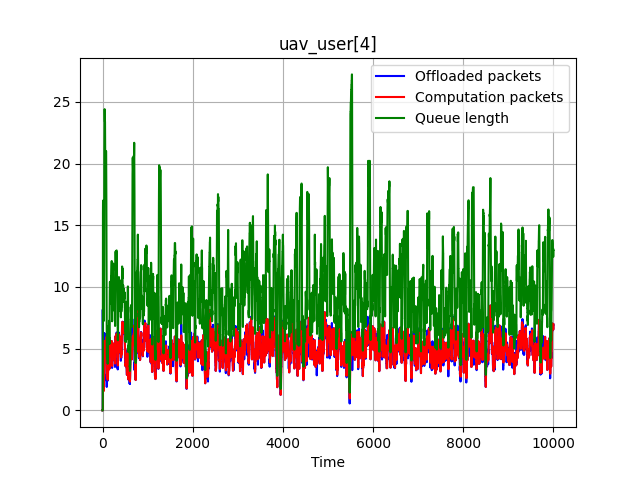 uav_user[4]
Offloaded packets
Computation packets
Queue length
25
20
15
10
5
0
0 2000 4000 6000 8000 10000
Time